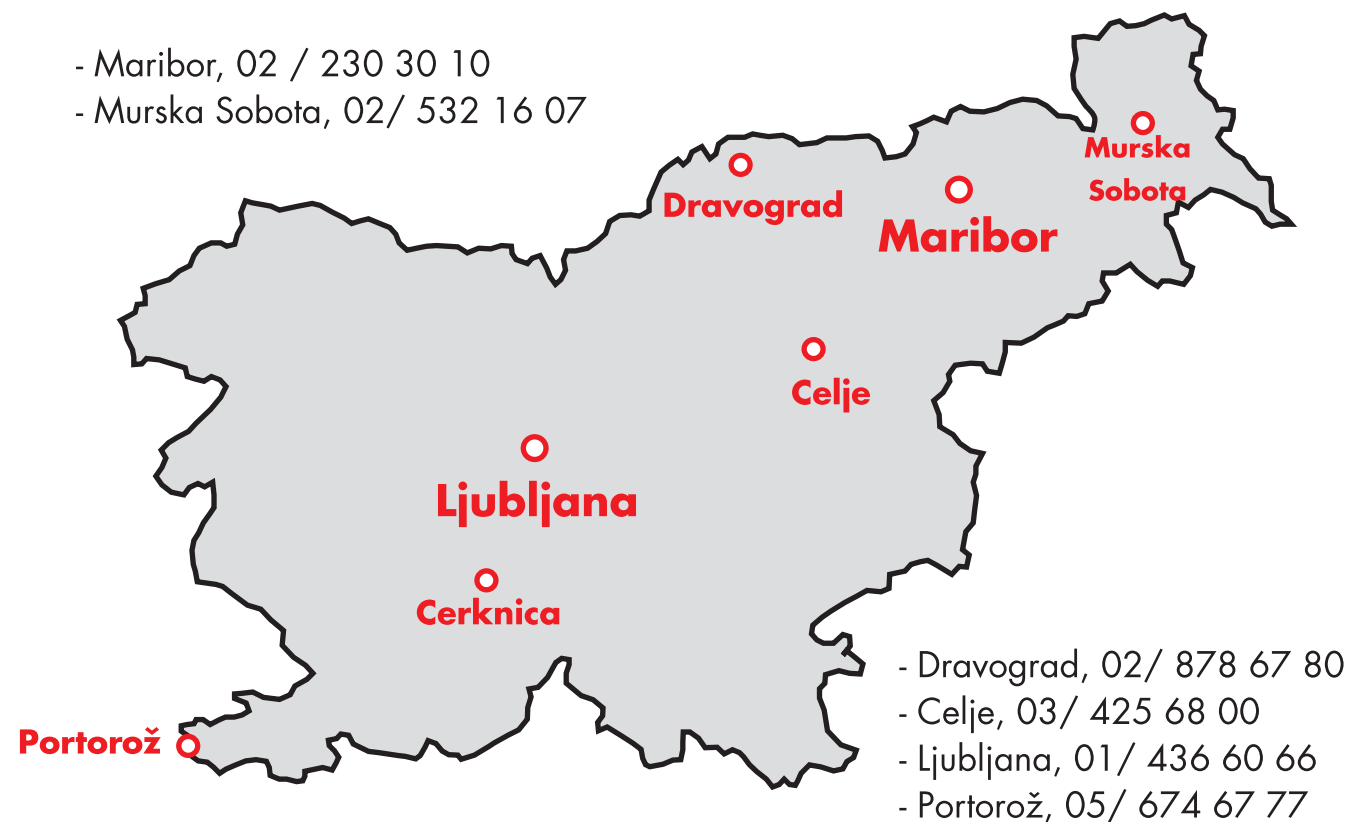 - Maribor, 02 / 230 30 10
- Murska Sobota, 02/ 532 16 07
Murska
Sobota
Dravograd
Maribor
Celje
Ljubljana
Cerknica
Portorož
- Dravograd, 02/ 878 67 80
- Celje, 03/ 425 68 00
- Ljubljana, 01/ 436 60 66
- Portorož, 05/ 674 67 77